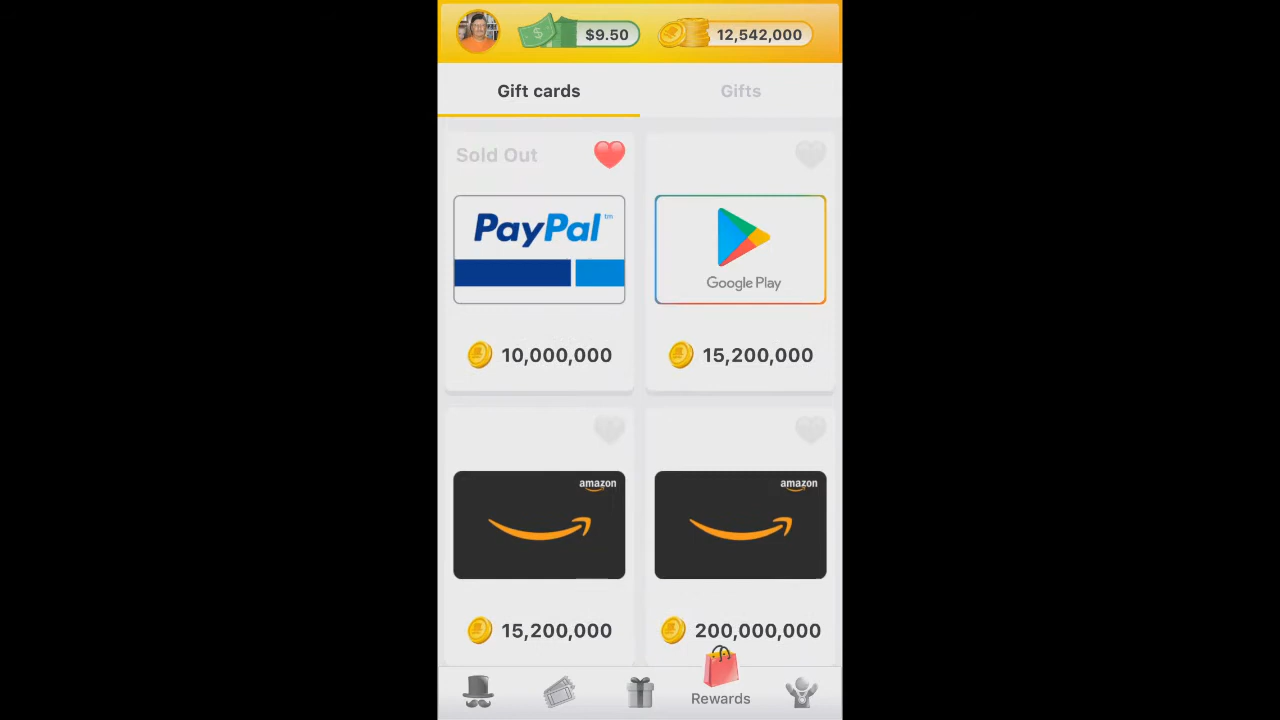 $9.50
12,542,000
Gift cards
Gifts
Sold Out
PayPal™
Google Play
10,000,000
15,200,000
amazon
amazon
15,200,000
200,000,000
Rewards